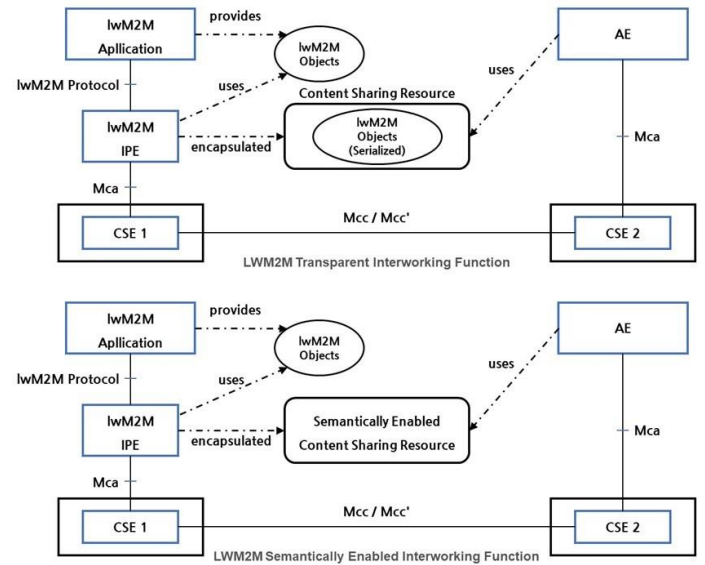 provides
lwM2M
Apllication
lwM2M
Objects
AE
lwM2M Protocol
uses
uses
Content Sharing Resource
lwM2M
IPE
encapsulated
lwM2M
Objects
(Serialized)
Mca
Mca
CSE 1
Mcc / Mcc'
CSE 2
LWM2M Transparent Interworking Function
provides
lwM2M
Apllication
lwM2M
Objects
AE
lwM2M Protocol
uses
uses
lwM2M
IPE
encapsulated
Semantically Enabled
Content Sharing Resource
Mca
Mca
CSE 1
Mcc / Mcc'
CSE 2
LWM2M Semantically Enabled Interworking Function